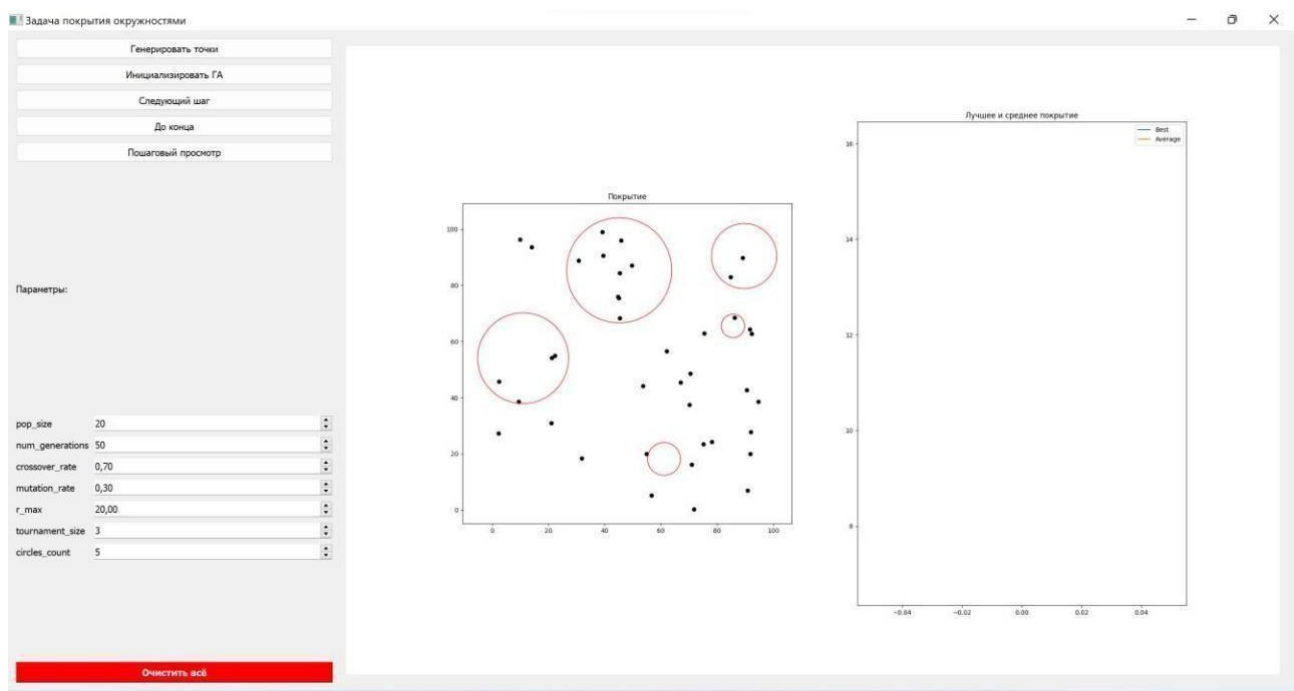 Задача покрытия окружностями
Генерировать точки
Инициализировать ГА
Следующий шаг
До конца
Пошаговый просмотр
Параметры:
pop_size 20
num_generations 50
crossover_rate 0,70
mutation_rate 0,30
r_max 20,00
tournament_size 3
circles_count 5
Очистить всё
Покрытие
100
80
60
40
20
0
0 20 40 60 80 100
Лучшее и среднее покрытие
Best
Average
16
14
12
10
8
−0.04 −0.02 0.00 0.02 0.04